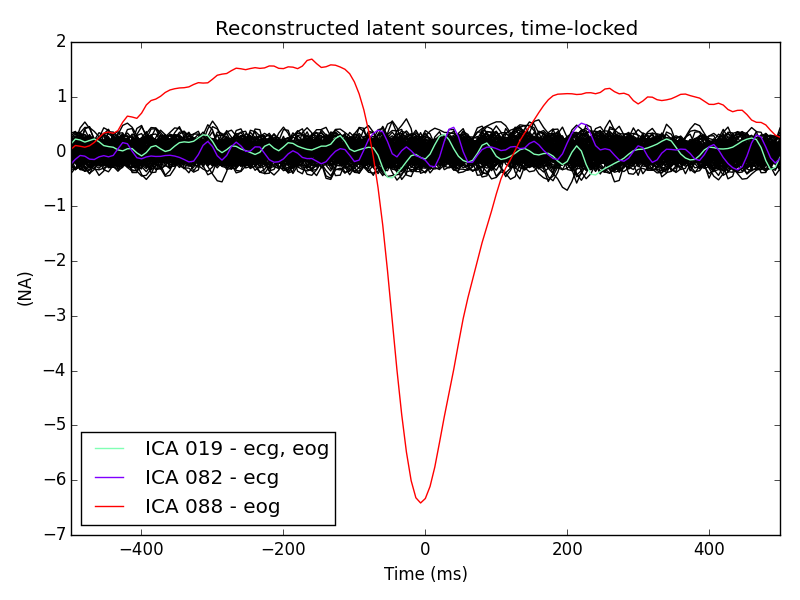 Reconstructed latent sources, time-locked
2
1
0
−1
−2
−3
−4
−5
−6
−7
(NA)
ICA 019 - ecg, eog
ICA 082 - ecg
ICA 088 - eog
−400
−200
0
200
400
Time (ms)